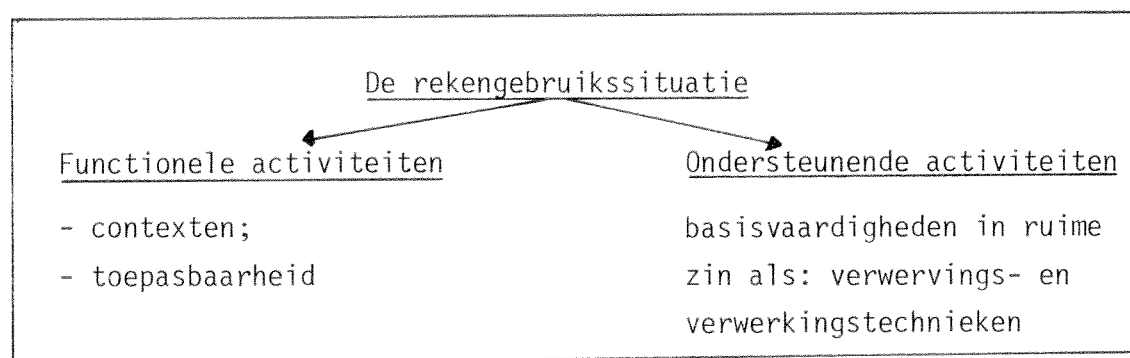 De rekengebruikssituatie
Functionele activiteiten
- contexten;
- toepasbaarheid
Ondersteunende activiteiten
basisvaardigheden in ruime
zin als: verwervings- en
verwerkingstechnieken